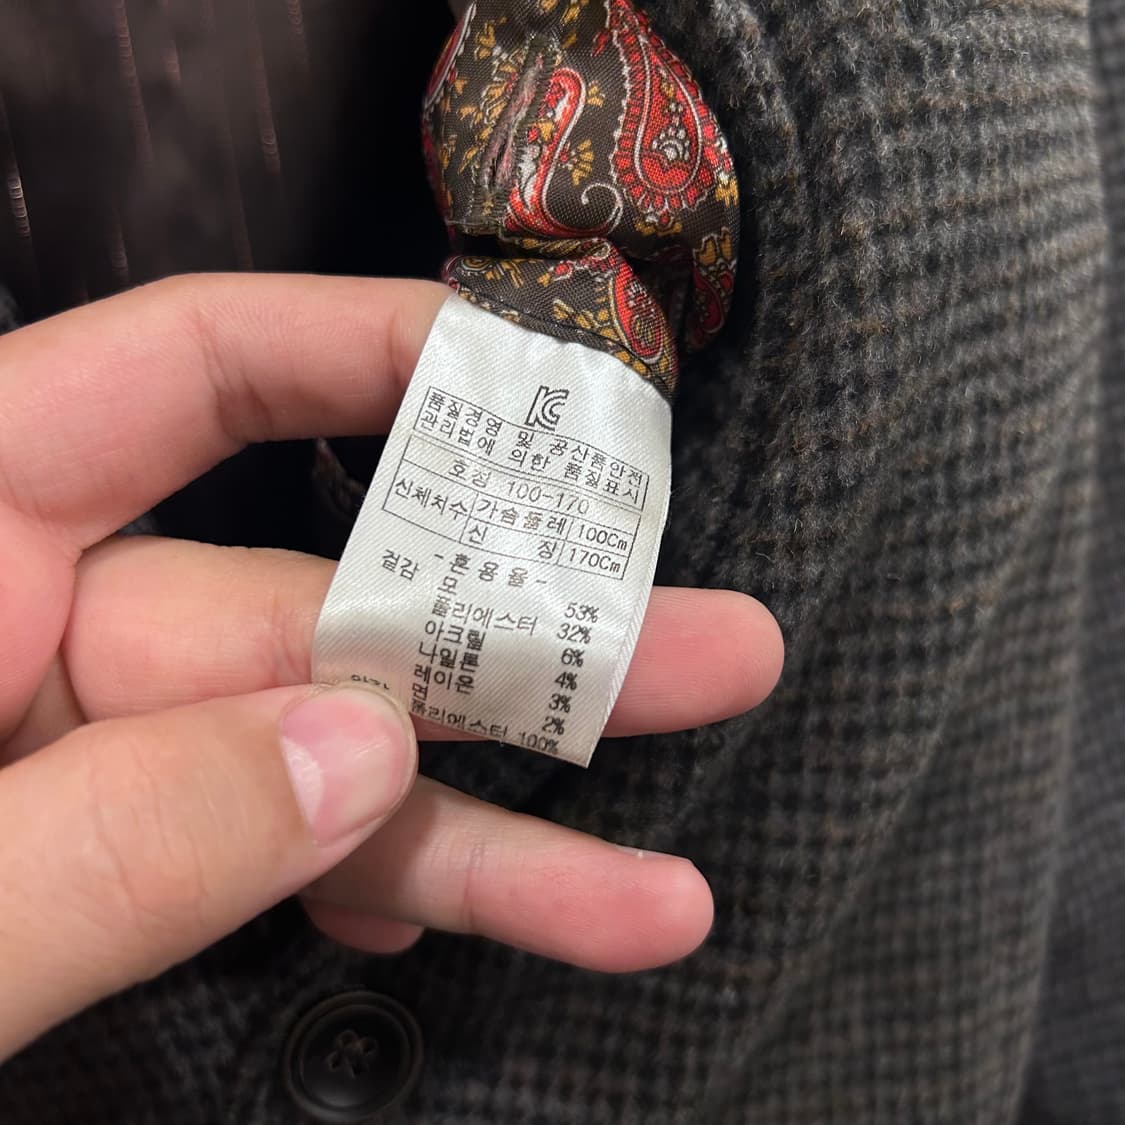 KC
품질경영 및 공산품안전
관리법에 의한 품질표시
호칭 100-170
신체치수 가슴둘레 100Cm
신 장 170Cm
-혼용율-
겉감
모 53%
폴리에스터 32%
아크릴 6%
나일론 4%
레이온 3%
면 2%
폴리에스터 100%